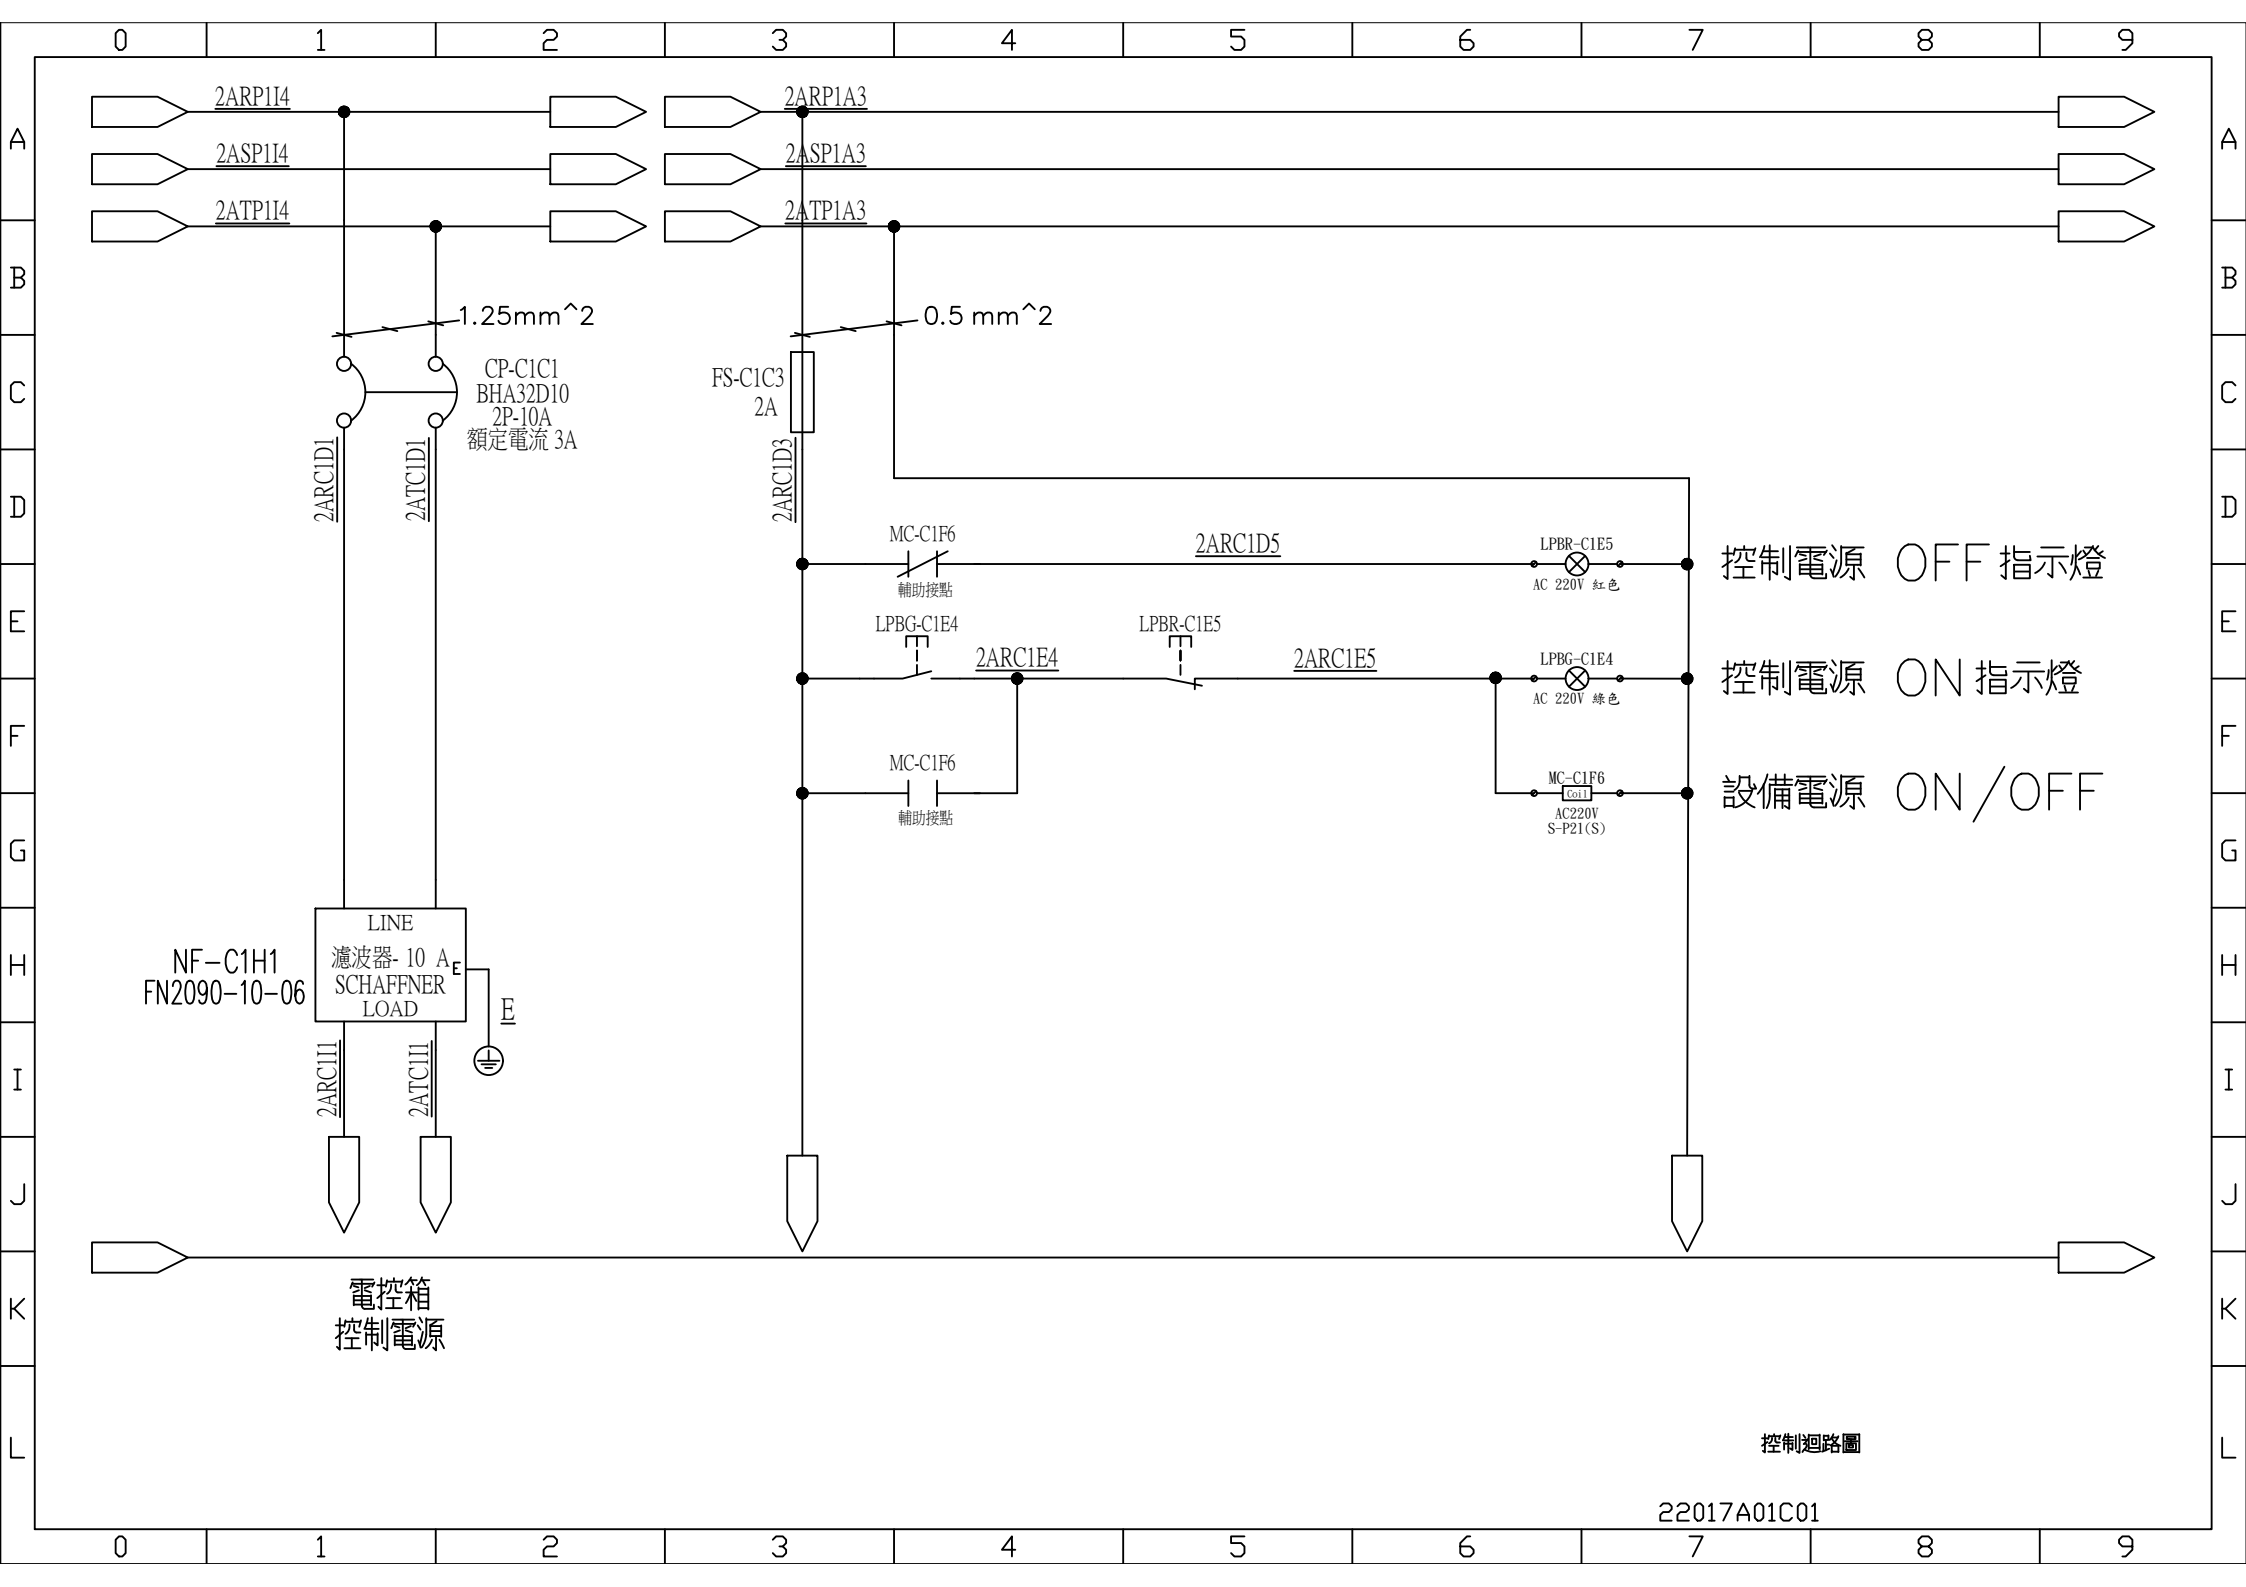 0 1 2 3 4 5 6 7 8 9
A
B
C
D
E
F
G
H
I
J
K
L
2ARP1I4
2ASP1I4
2ATP1I4
2ARP1A3
2ASP1A3
2ATP1A3
1.25mm^2
0.5 mm^2
CP-C1C1
BHA32D10
2P-10A
額定電流 3A
FS-C1C3
2A
2ARC1D1
2ATC1D1
2ARC1D3
MC-C1F6
輔助接點
2ARC1D5
LPBR-C1E5
AC 220V 紅色
控制電源 OFF 指示燈
LPBG-C1E4
2ARC1E4
LPBR-C1E5
2ARC1E5
LPBG-C1E4
AC 220V 綠色
控制電源 ON 指示燈
MC-C1F6
輔助接點
MC-C1F6
Coil
AC220V
S-P21(S)
設備電源 ON/OFF
NF-C1H1
FN2090-10-06
LINE
濾波器- 10 A
E
SCHAFFNER
LOAD
E
2ARC1I1
2ATC1I1
電控箱
控制電源
控制迴路圖
22017A01C01
A
B
C
D
E
F
G
H
I
J
K
L
0 1 2 3 4 5 6 7 8 9